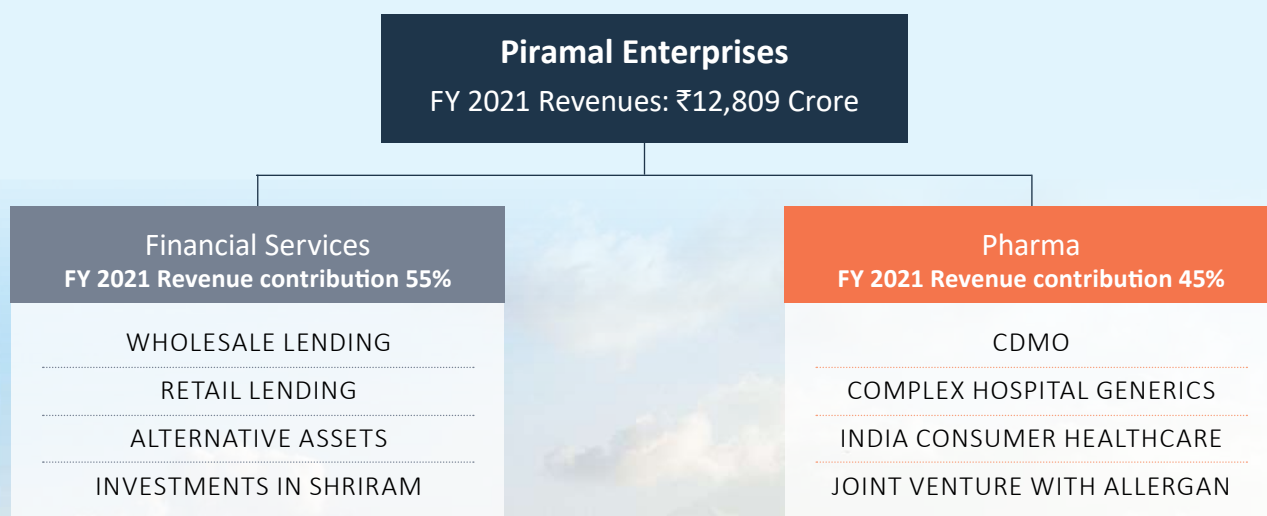 Piramal Enterprises
FY 2021 Revenues: ₹12,809 Crore
Financial Services
FY 2021 Revenue contribution 55%
WHOLESALE LENDING
RETAIL LENDING
ALTERNATIVE ASSETS
INVESTMENTS IN SHRIRAM
Pharma
FY 2021 Revenue contribution 45%
CDMO
COMPLEX HOSPITAL GENERICS
INDIA CONSUMER HEALTHCARE
JOINT VENTURE WITH ALLERGAN